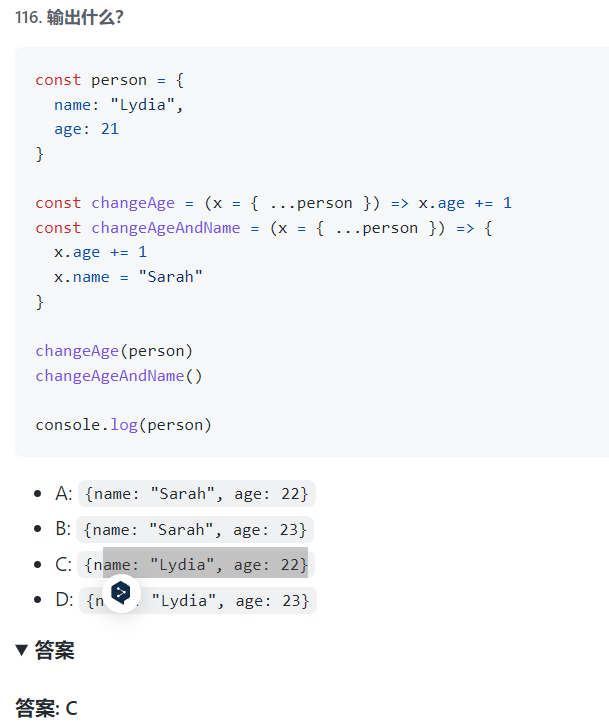 116. 输出什么？
const person = {
  name: "Lydia",
  age: 21
}
const changeAge = (x = { ...person }) => x.age += 1
const changeAgeAndName = (x = { ...person }) => {
  x.age += 1
  x.name = "Sarah"
}
changeAge(person)
changeAgeAndName()
console.log(person)
• A: {name: "Sarah", age: 22}
• B: {name: "Sarah", age: 23}
• C: {name: "Lydia", age: 22}
• D: {n "Lydia", age: 23}
▼ 答案
答案: C